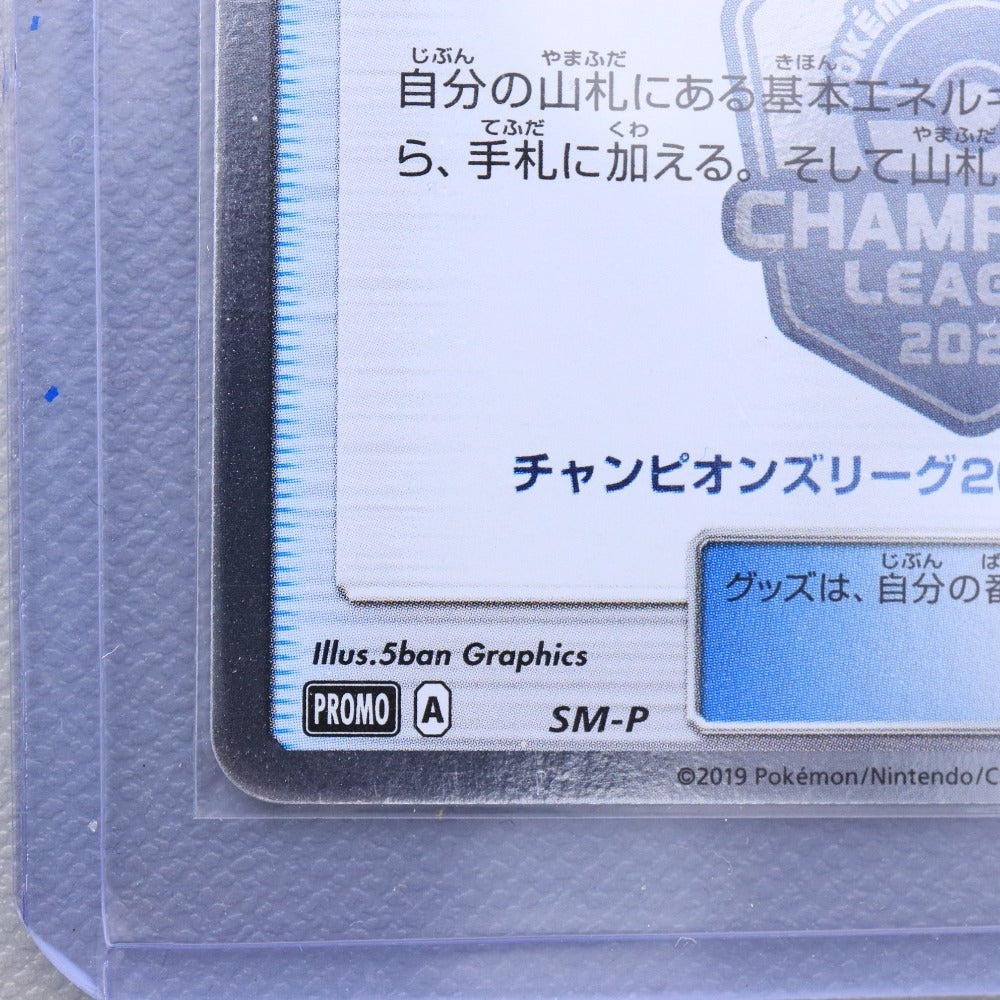 じぶん やまふだ きほん
自分の山札にある基本エネル
てふだ くわ やまふだ
ら、手札に加える。そして山札
POKÉM
CHAMP
LEAG
202
チャンピオンズリーグ20
じぶん ば
グッズは、自分の番
Illus.5ban Graphics
PROMO A SM-P
©2019 Pokémon/Nintendo/C